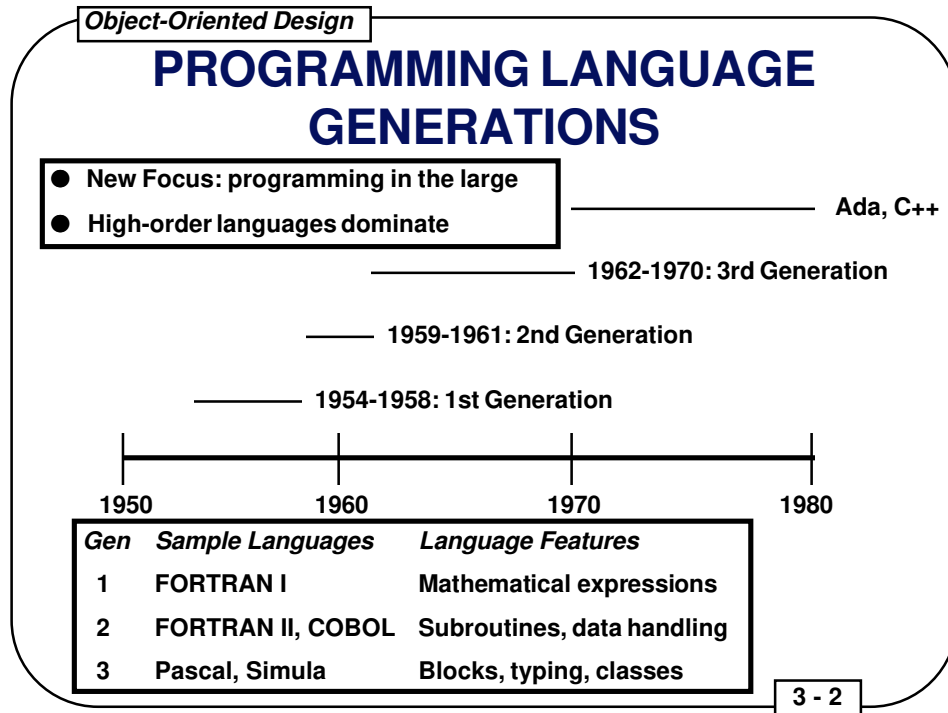 Object-Oriented Design
PROGRAMMING LANGUAGE
GENERATIONS
● New Focus: programming in the large
● High-order languages dominate
Ada, C++
1962-1970: 3rd Generation
1959-1961: 2nd Generation
1954-1958: 1st Generation
1950 1960 1970 1980
Gen Sample Languages Language Features
1 FORTRAN I Mathematical expressions
2 FORTRAN II, COBOL Subroutines, data handling
3 Pascal, Simula Blocks, typing, classes
3 - 2